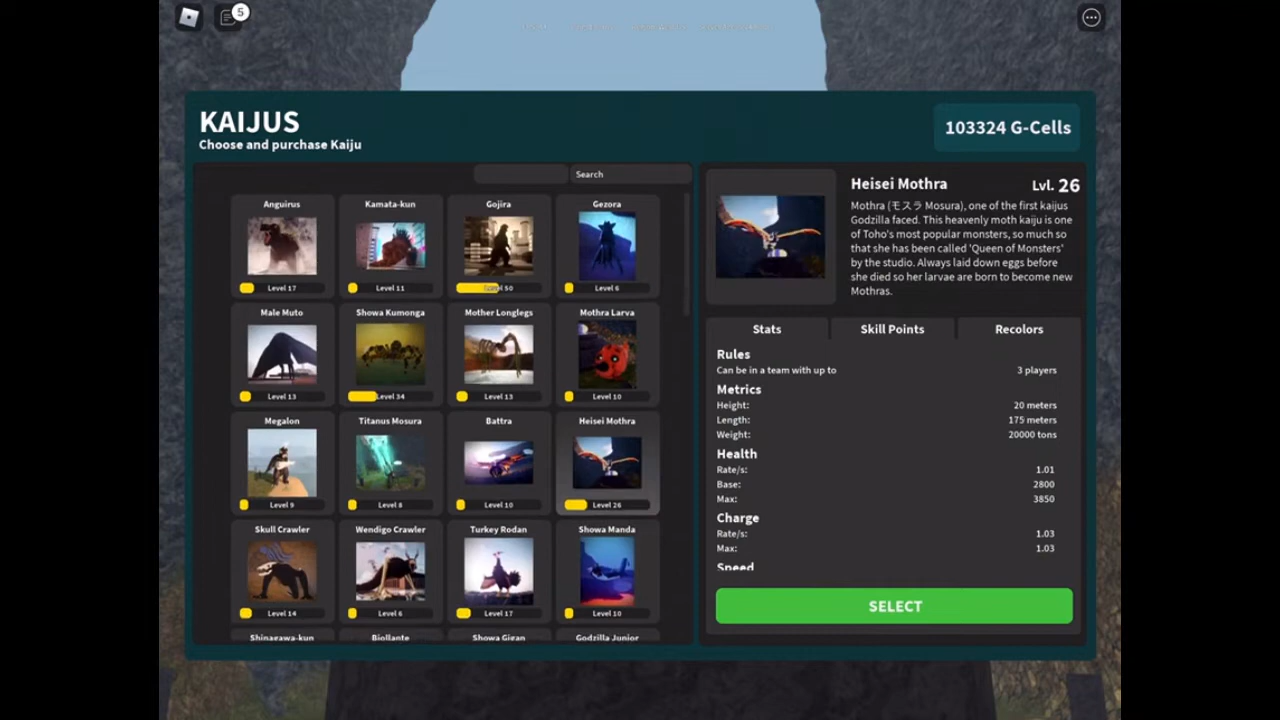 5
KAIJUS
Choose and purchase Kaiju
103324 G-Cells
Search
Anguirus
Kamata-kun
Gojira
Gezora
Level 17
Level 11
Level 50
Level 6
Male Muto
Showa Kumonga
Mother Longlegs
Mothra Larva
Level 13
Level 34
Level 13
Level 10
Megalon
Titanus Mosura
Battra
Heisei Mothra
Level 9
Level 8
Level 10
Level 26
Skull Crawler
Wendigo Crawler
Turkey Rodan
Showa Manda
Level 14
Level 6
Level 17
Level 10
Shinagawa-kun
Biollante
Showa Gigan
Godzilla Junior
Heisei Mothra
Lvl. 26
Mothra (モスラ Mosura), one of the first kaijus
Godzilla faced. This heavenly moth kaiju is one
of Toho's most popular monsters, so much so
that she has been called 'Queen of Monsters'
by the studio. Always laid down eggs before
she died so her larvae are born to become new
Mothras.
Stats
Skill Points
Recolors
Rules
Can be in a team with up to 3 players
Metrics
Height: 20 meters
Length: 175 meters
Weight: 20000 tons
Health
Rate/s: 1.01
Base: 2800
Max: 3850
Charge
Rate/s: 1.03
Max: 1.03
Speed
SELECT